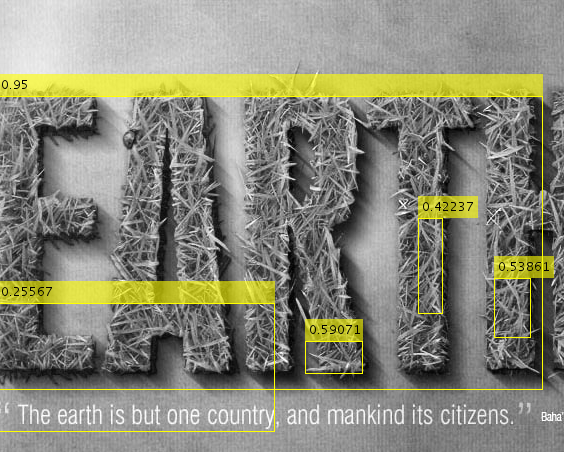 0.95
EARTH
0.42237
0.53861
0.25567
0.59071
“ The earth is but one country, and mankind its citizens.” Baha'